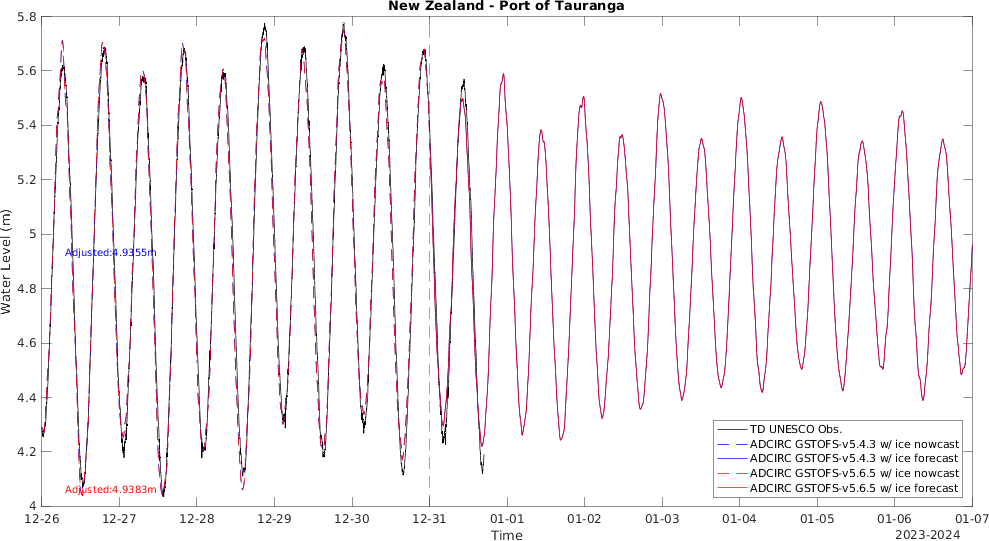 New Zealand - Port of Tauranga
5.8
5.6
5.4
5.2
5
4.8
4.6
4.4
4.2
4
Water Level (m)
Adjusted:4.9355m
Adjusted:4.9383m
TD UNESCO Obs.
ADCIRC GSTOFS-v5.4.3 w/ ice nowcast
ADCIRC GSTOFS-v5.4.3 w/ ice forecast
ADCIRC GSTOFS-v5.6.5 w/ ice nowcast
ADCIRC GSTOFS-v5.6.5 w/ ice forecast
12-26 12-27 12-28 12-29 12-30 12-31 01-01 01-02 01-03 01-04 01-05 01-06 01-07
Time
2023-2024